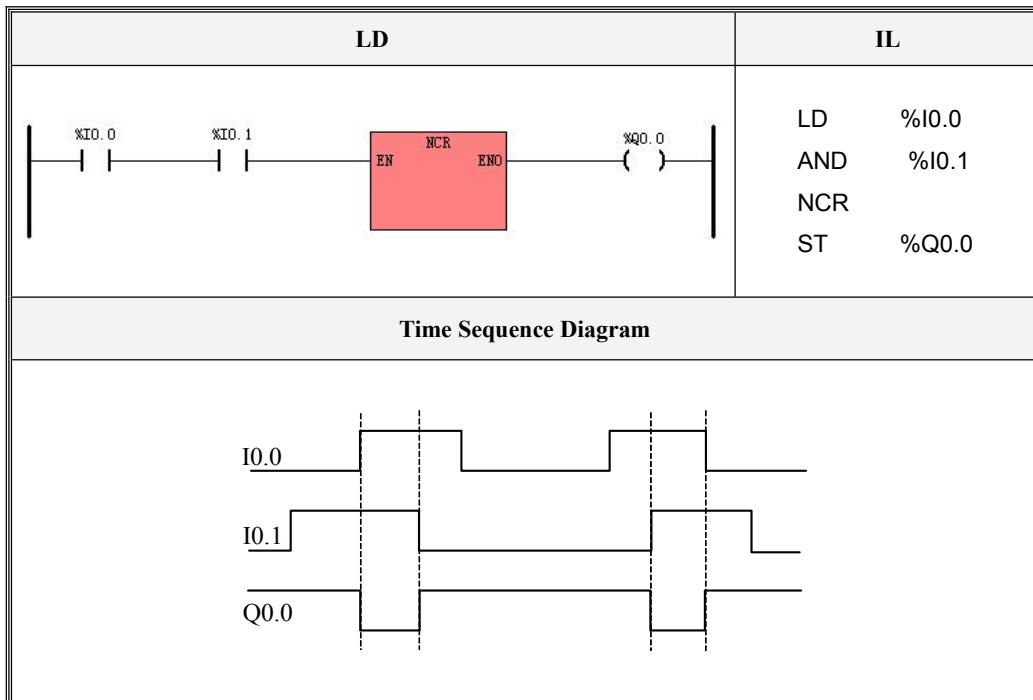 LD
IL
%I0.0
%I0.1
NCR
EN
ENO
%Q0.0
LD %I0.0
AND %I0.1
NCR
ST %Q0.0
Time Sequence Diagram
I0.0
I0.1
Q0.0